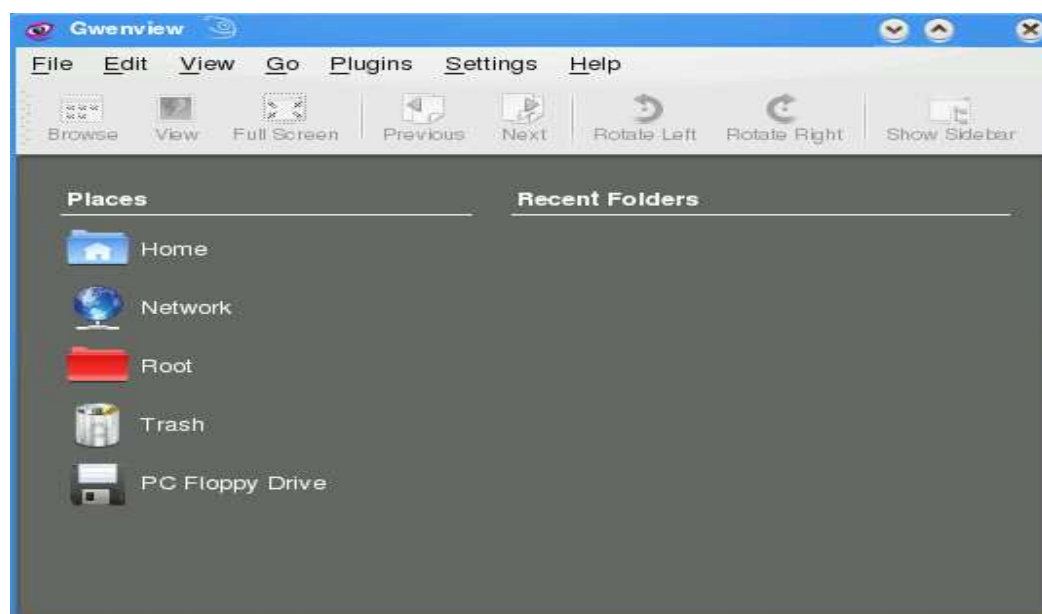 Gwenview
File Edit View Go Plugins Settings Help
Browse View Full Screen Previous Next Rotate Left Rotate Right Show Sidebar
Places Recent Folders
Home
Network
Root
Trash
PC Floppy Drive